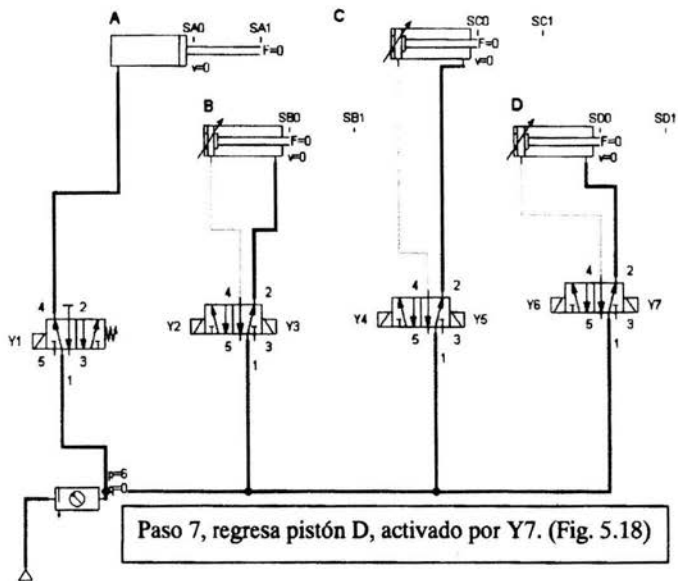 A
SA0 SA1
F=0
v=0
C
SC0 SC1
F=0
v=0
B
SB0 SB1
F=0
v=0
D
SD0 SD1
F=0
v=0
4 2
Y1
5 3
1
4 2
Y2 Y3
5 3
1
4 2
Y4 Y5
5 3
1
4 2
Y6 Y7
5 3
1
p=6
q=0
Paso 7, regresa pistón D, activado por Y7. (Fig. 5.18)